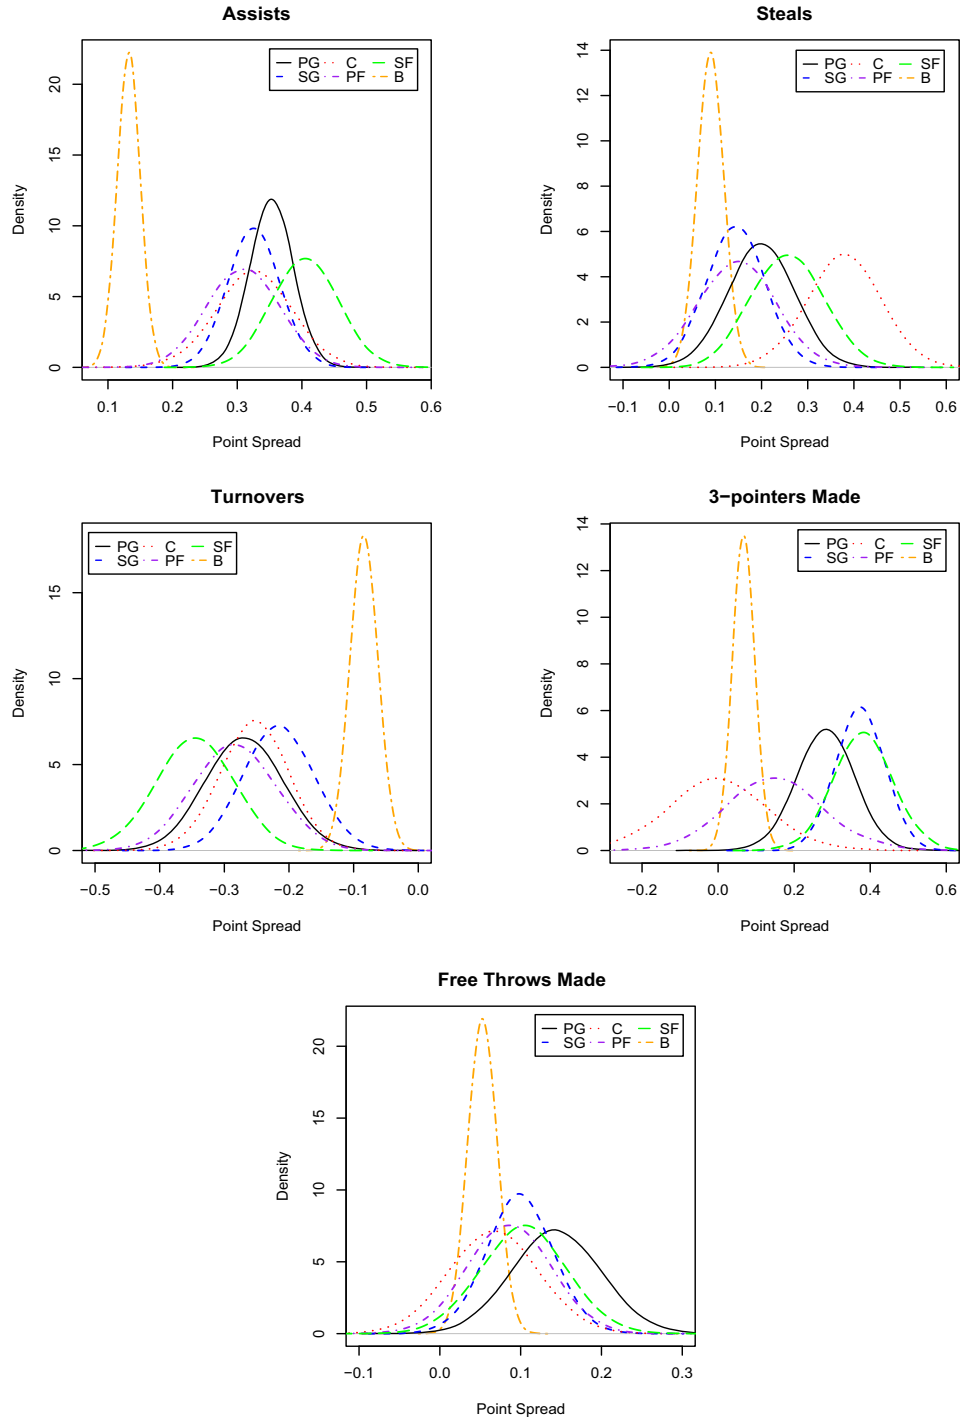 Assists
Steals
PG C SF
SG PF B
PG C SF
SG PF B
Density
0 5 10 15 20
0.1 0.2 0.3 0.4 0.5 0.6
Point Spread
Density
0 2 4 6 8 10 12 14
−0.1 0.0 0.1 0.2 0.3 0.4 0.5 0.6
Point Spread
Turnovers
3−pointers Made
PG C SF
SG PF B
PG C SF
SG PF B
Density
0 5 10 15
−0.5 −0.4 −0.3 −0.2 −0.1 0.0
Point Spread
Density
0 2 4 6 8 10 12 14
−0.2 0.0 0.2 0.4 0.6
Point Spread
Free Throws Made
PG C SF
SG PF B
Density
0 5 10 15 20
−0.1 0.0 0.1 0.2 0.3
Point Spread